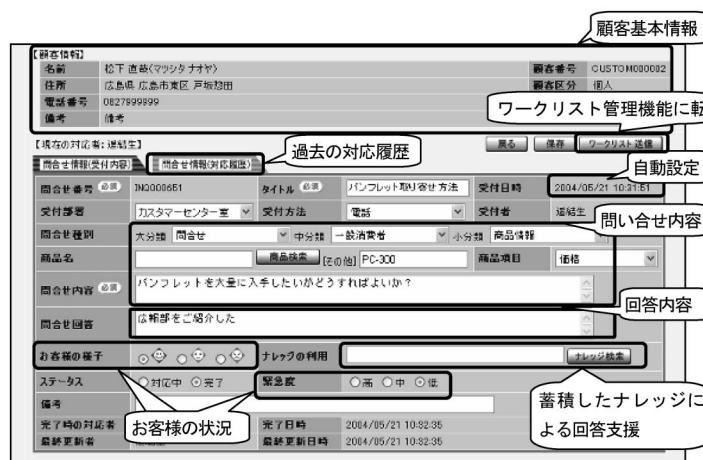 顧客基本情報
【顧客情報】
名前 松下 直哉(マツシタ ナオヤ) 顧客番号 CUSTOM000002
住所 広島県 広島市東区 戸坂惣田 顧客区分 個人
電話番号 0827999999
備考 備考
ワークリスト管理機能に転
【現在の対応者: 逓結生】 過去の対応履歴 戻る 保存 ワークリスト送信
問合せ情報(受付内容) 問合せ情報(対応履歴) 自動設定
問合せ番号 必須 INQ0000651 タイトル 必須 パンフレット取り寄せ方法 受付日時 2004/05/21 10:31:51
受付部署 カスタマーセンター室 受付方法 電話 受付者 逓結生
問い合せ内容
問合せ種別 大分類 問合せ 中分類 一般消費者 小分類 商品情報
商品名 商品検索 [その他] PC-300 商品項目 価格
問合せ内容 必須 パンフレットを大量に入手したいがどうすればよいか?
回答内容
問合せ回答 広報部をご紹介した
お客様の様子 ナレッジの利用 ナレッジ検索
ステータス 対応中 完了 緊急度 高 中 低
備考
蓄積したナレッジに
よる回答支援
お客様の状況
完了時の対応者 完了日時 2004/05/21 10:32:35
最終更新者 最終更新日時 2004/05/21 10:32:35